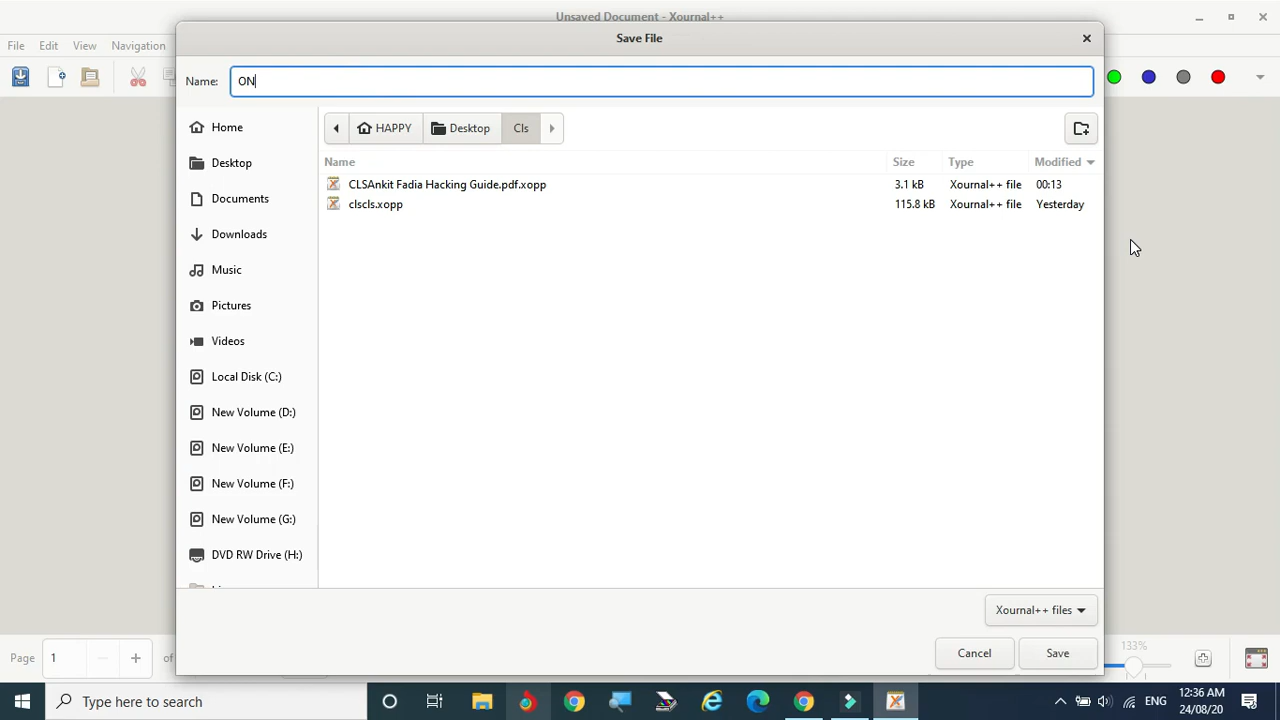 Unsaved Document - Xournal++
File Edit View Navigation
Save File
Name: ON
HAPPY Desktop Cls
Name Size Type Modified
CLSAnkit Fadia Hacking Guide.pdf.xopp 3.1 kB Xournal++ file 00:13
clscls.xopp 115.8 kB Xournal++ file Yesterday
Home
Desktop
Documents
Downloads
Music
Pictures
Videos
Local Disk (C:)
New Volume (D:)
New Volume (E:)
New Volume (F:)
New Volume (G:)
DVD RW Drive (H:)
Xournal++ files
Cancel Save
Page 1 of
133%
Type here to search
ENG
12:36 AM
24/08/20